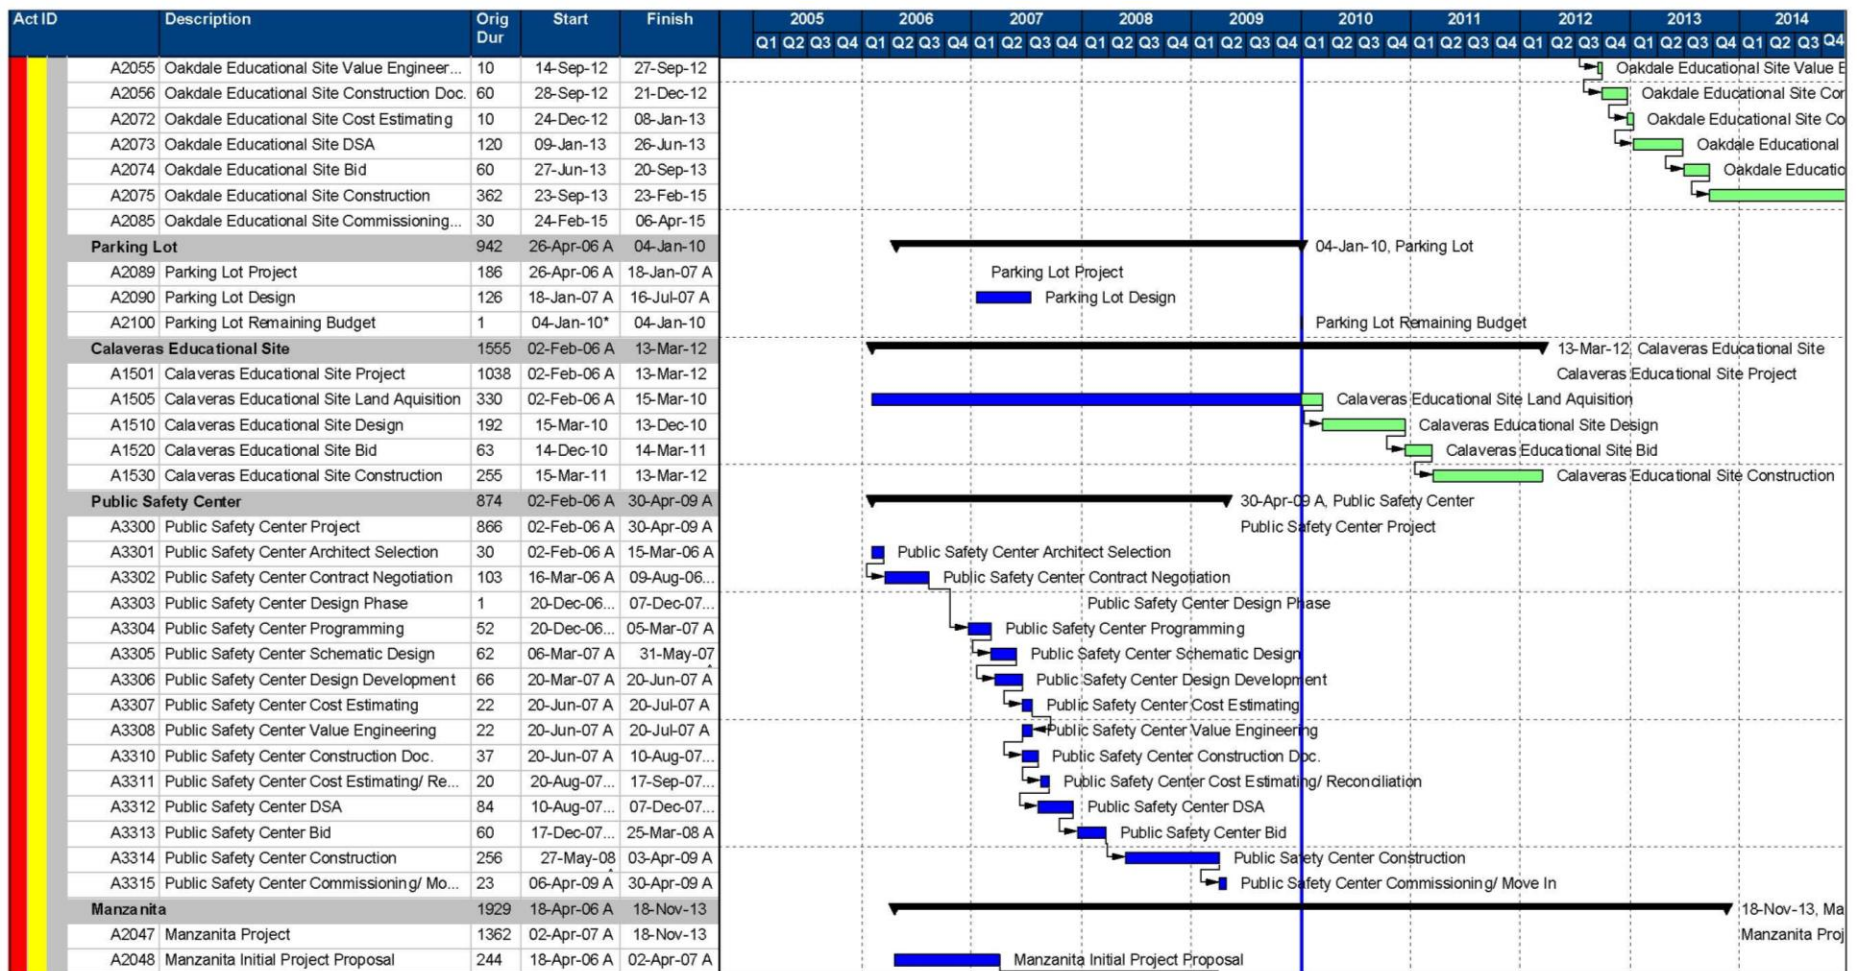 Act ID Description Orig Dur Start Finish 2005 2006 2007 2008 2009 2010 2011 2012 2013 2014
Q1 Q2 Q3 Q4 Q1 Q2 Q3 Q4 Q1 Q2 Q3 Q4 Q1 Q2 Q3 Q4 Q1 Q2 Q3 Q4 Q1 Q2 Q3 Q4 Q1 Q2 Q3 Q4 Q1 Q2 Q3 Q4 Q1 Q2 Q3 Q4 Q1 Q2 Q3 Q4
A2055 Oakdale Educational Site Value Engineer... 10 14-Sep-12 27-Sep-12 Oakdale Educational Site Value E
A2056 Oakdale Educational Site Construction Doc. 60 28-Sep-12 21-Dec-12 Oakdale Educational Site Cor
A2072 Oakdale Educational Site Cost Estimating 10 24-Dec-12 08-Jan-13 Oakdale Educational Site Co
A2073 Oakdale Educational Site DSA 120 09-Jan-13 26-Jun-13 Oakdale Educational
A2074 Oakdale Educational Site Bid 60 27-Jun-13 20-Sep-13 Oakdale Educatio
A2075 Oakdale Educational Site Construction 362 23-Sep-13 23-Feb-15
A2085 Oakdale Educational Site Commissioning... 30 24-Feb-15 06-Apr-15
Parking Lot 942 26-Apr-06 A 04-Jan-10 04-Jan-10, Parking Lot
A2089 Parking Lot Project 186 26-Apr-06 A 18-Jan-07 A Parking Lot Project
A2090 Parking Lot Design 126 18-Jan-07 A 16-Jul-07 A Parking Lot Design
A2100 Parking Lot Remaining Budget 1 04-Jan-10* 04-Jan-10 Parking Lot Remaining Budget
Calaveras Educational Site 1555 02-Feb-06 A 13-Mar-12 13-Mar-12, Calaveras Educational Site
A1501 Calaveras Educational Site Project 1038 02-Feb-06 A 13-Mar-12 Calaveras Educational Site Project
A1505 Calaveras Educational Site Land Aquisition 330 02-Feb-06 A 15-Mar-10 Calaveras Educational Site Land Aquisition
A1510 Calaveras Educational Site Design 192 15-Mar-10 13-Dec-10 Calaveras Educational Site Design
A1520 Calaveras Educational Site Bid 63 14-Dec-10 14-Mar-11 Calaveras Educational Site Bid
A1530 Calaveras Educational Site Construction 255 15-Mar-11 13-Mar-12 Calaveras Educational Site Construction
Public Safety Center 874 02-Feb-06 A 30-Apr-09 A 30-Apr-09 A, Public Safety Center
A3300 Public Safety Center Project 866 02-Feb-06 A 30-Apr-09 A Public Safety Center Project
A3301 Public Safety Center Architect Selection 30 02-Feb-06 A 15-Mar-06 A Public Safety Center Architect Selection
A3302 Public Safety Center Contract Negotiation 103 16-Mar-06 A 09-Aug-06... Public Safety Center Contract Negotiation
A3303 Public Safety Center Design Phase 1 20-Dec-06... 07-Dec-07... Public Safety Center Design Phase
A3304 Public Safety Center Programming 52 20-Dec-06... 05-Mar-07 A Public Safety Center Programming
A3305 Public Safety Center Schematic Design 62 06-Mar-07 A 31-May-07 Public Safety Center Schematic Design
A3306 Public Safety Center Design Development 66 20-Mar-07 A 20-Jun-07 A Public Safety Center Design Development
A3307 Public Safety Center Cost Estimating 22 20-Jun-07 A 20-Jul-07 A Public Safety Center Cost Estimating
A3308 Public Safety Center Value Engineering 22 20-Jun-07 A 20-Jul-07 A Public Safety Center Value Engineering
A3310 Public Safety Center Construction Doc. 37 20-Jun-07 A 10-Aug-07... Public Safety Center Construction Doc.
A3311 Public Safety Center Cost Estimating/ Re... 20 20-Aug-07... 17-Sep-07... Public Safety Center Cost Estimating/ Reconciliation
A3312 Public Safety Center DSA 84 10-Aug-07... 07-Dec-07... Public Safety Center DSA
A3313 Public Safety Center Bid 60 17-Dec-07... 25-Mar-08 A Public Safety Center Bid
A3314 Public Safety Center Construction 256 27-May-08 03-Apr-09 A Public Safety Center Construction
A3315 Public Safety Center Commissioning/ Mo... 23 06-Apr-09 A 30-Apr-09 A Public Safety Center Commissioning/ Move In
Manzanita 1929 18-Apr-06 A 18-Nov-13 18-Nov-13, Ma
A2047 Manzanita Project 1362 02-Apr-07 A 18-Nov-13 Manzanita Proj
A2048 Manzanita Initial Project Proposal 244 18-Apr-06 A 02-Apr-07 A Manzanita Initial Project Proposal